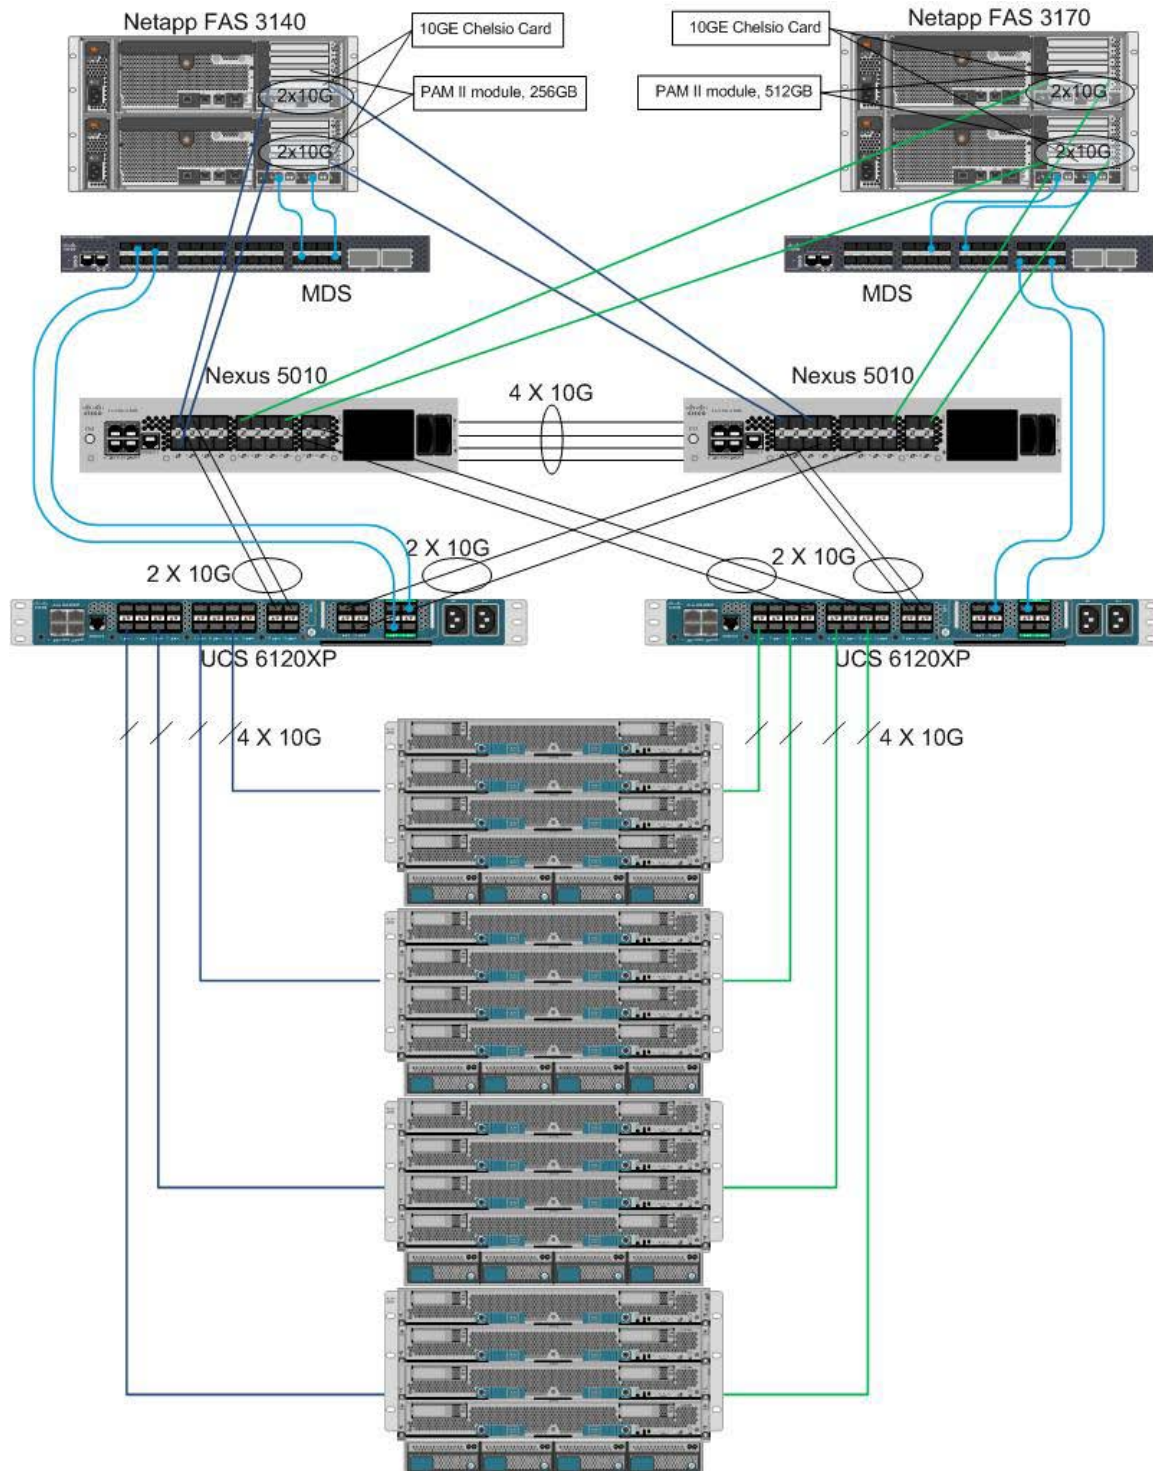 Netapp FAS 3140
Netapp FAS 3170
10GE Chelsio Card
10GE Chelsio Card
PAM II module, 256GB
PAM II module, 512GB
2x10G
2x10G
2x10G
2x10G
MDS
MDS
Nexus 5010
Nexus 5010
4 X 10G
2 X 10G
2 X 10G
2 X 10G
UCS 6120XP
UCS 6120XP
4 X 10G
4 X 10G